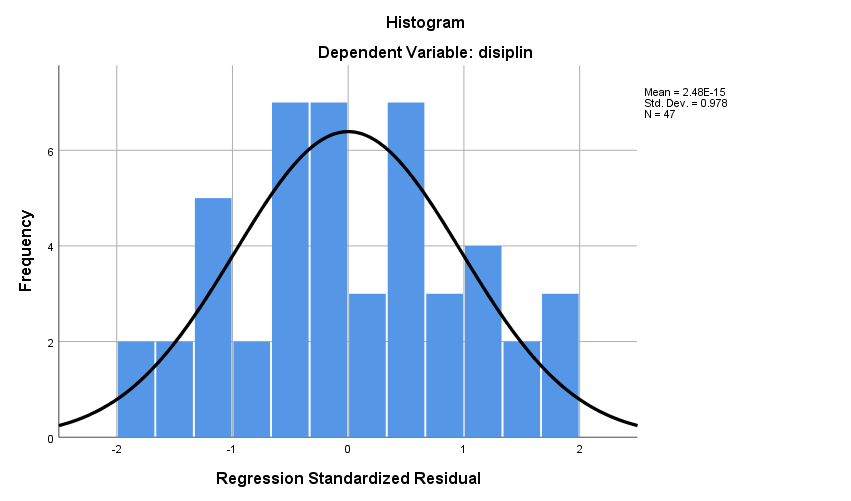 Histogram
Dependent Variable: disiplin
Mean = 2.48E-15
Std. Dev. = 0.978
N = 47
Frequency
6
4
2
0
-2 -1 0 1 2
Regression Standardized Residual